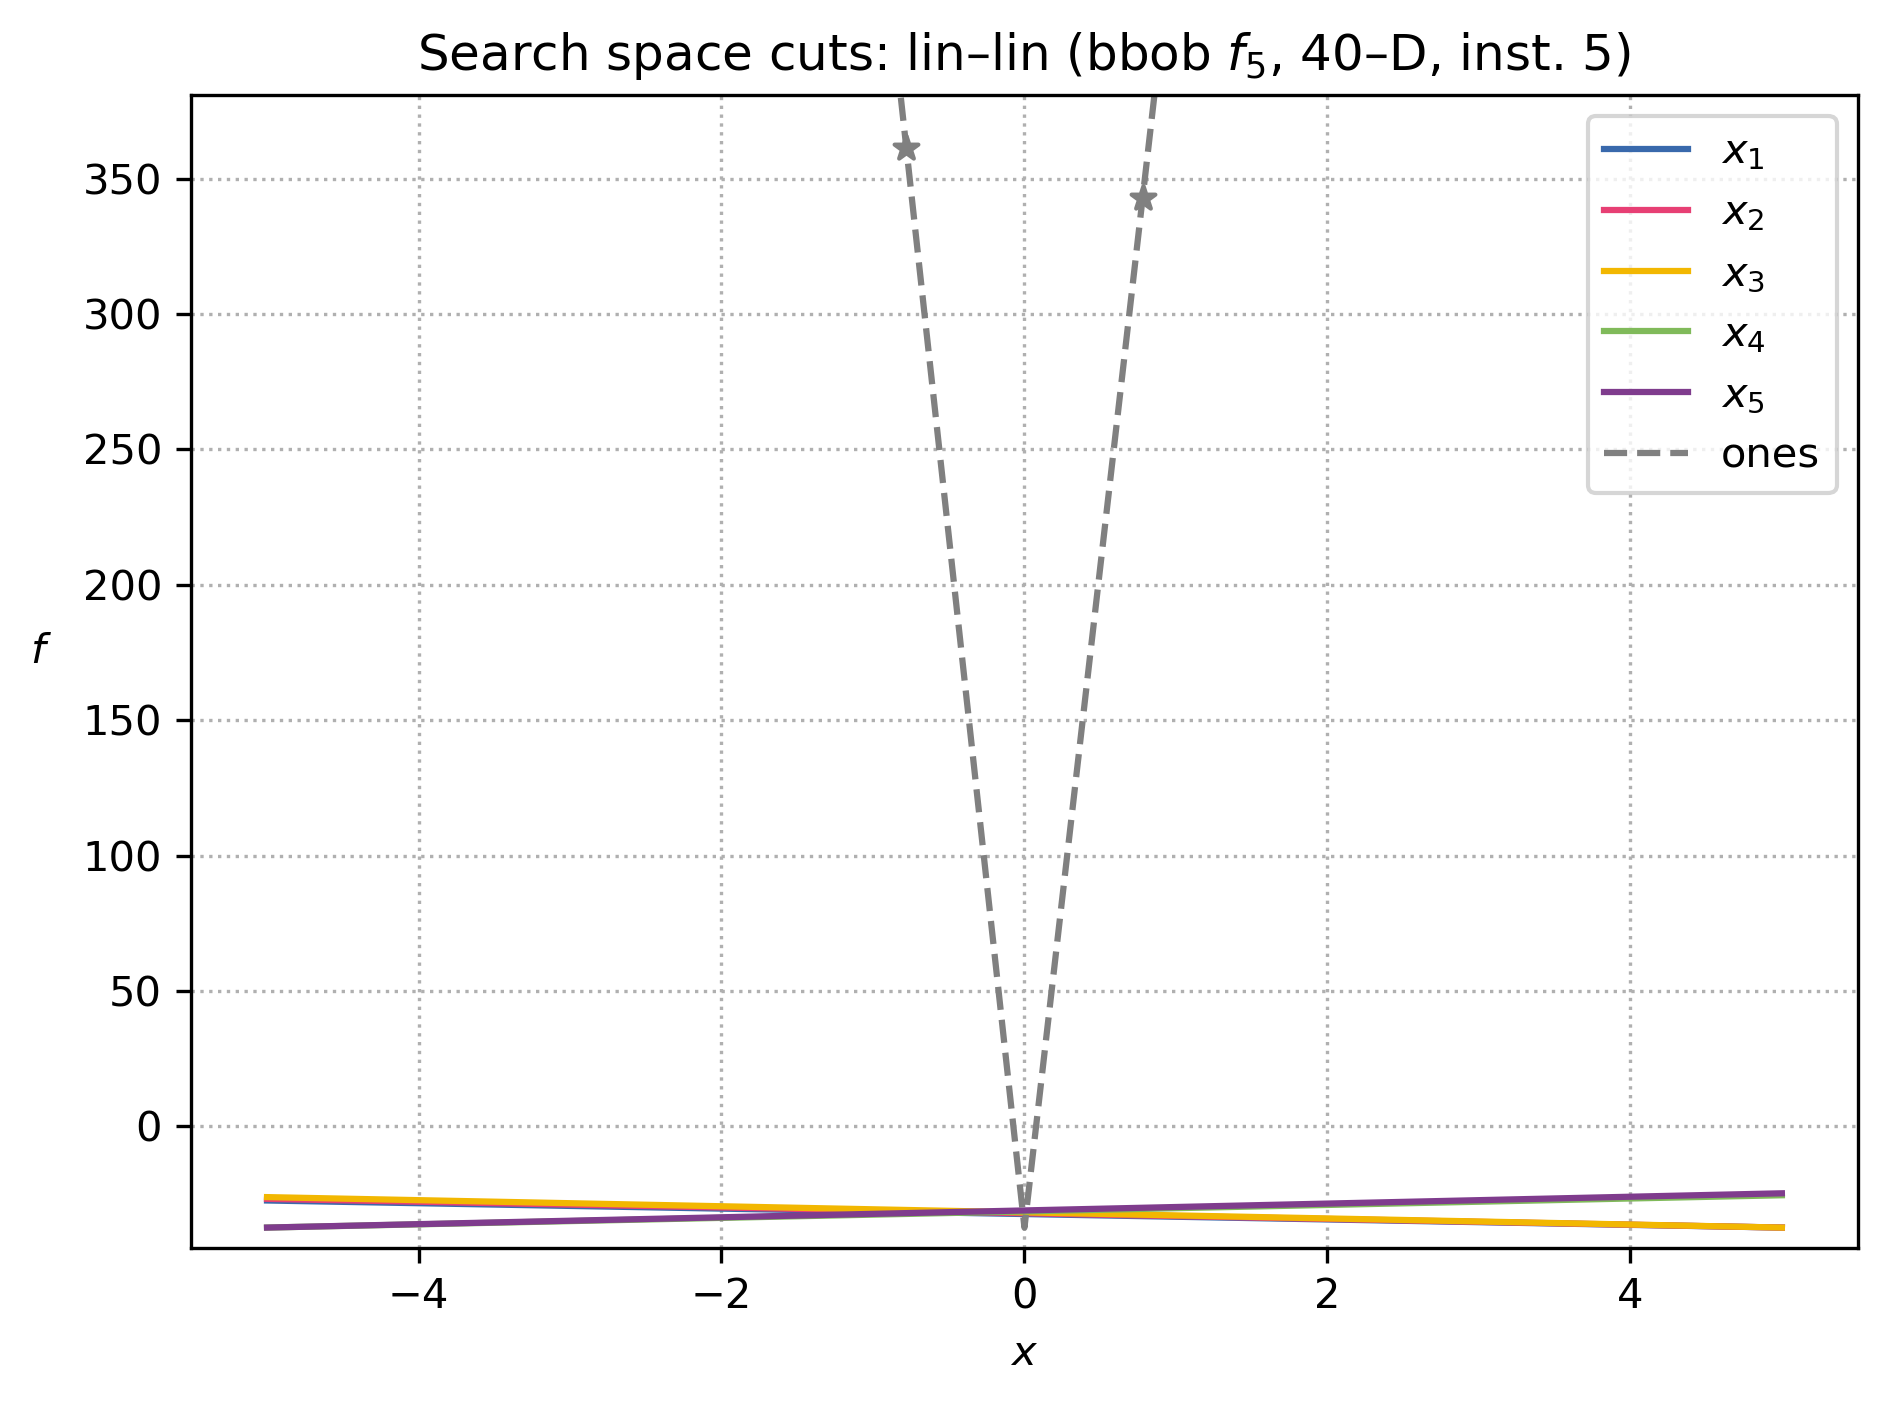 Search space cuts: lin–lin (bbob f₅, 40–D, inst. 5)
350
300
250
200
150
100
50
0
f
−4
−2
0
2
4
x
x₁
x₂
x₃
x₄
x₅
ones